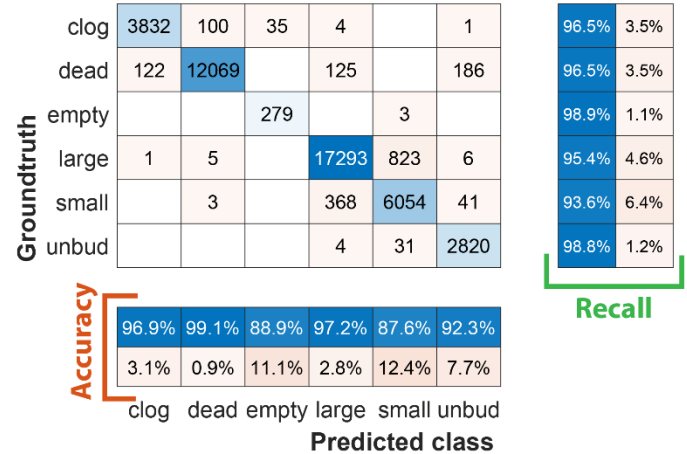 clog 3832 100 35 4 1 96.5% 3.5%
dead 122 12069 125 186 96.5% 3.5%
empty 279 3 98.9% 1.1%
large 1 5 17293 823 6 95.4% 4.6%
small 3 368 6054 41 93.6% 6.4%
unbud 4 31 2820 98.8% 1.2%
Groundtruth
Recall
Accuracy
96.9% 99.1% 88.9% 97.2% 87.6% 92.3%
3.1% 0.9% 11.1% 2.8% 12.4% 7.7%
clog dead empty large small unbud
Predicted class